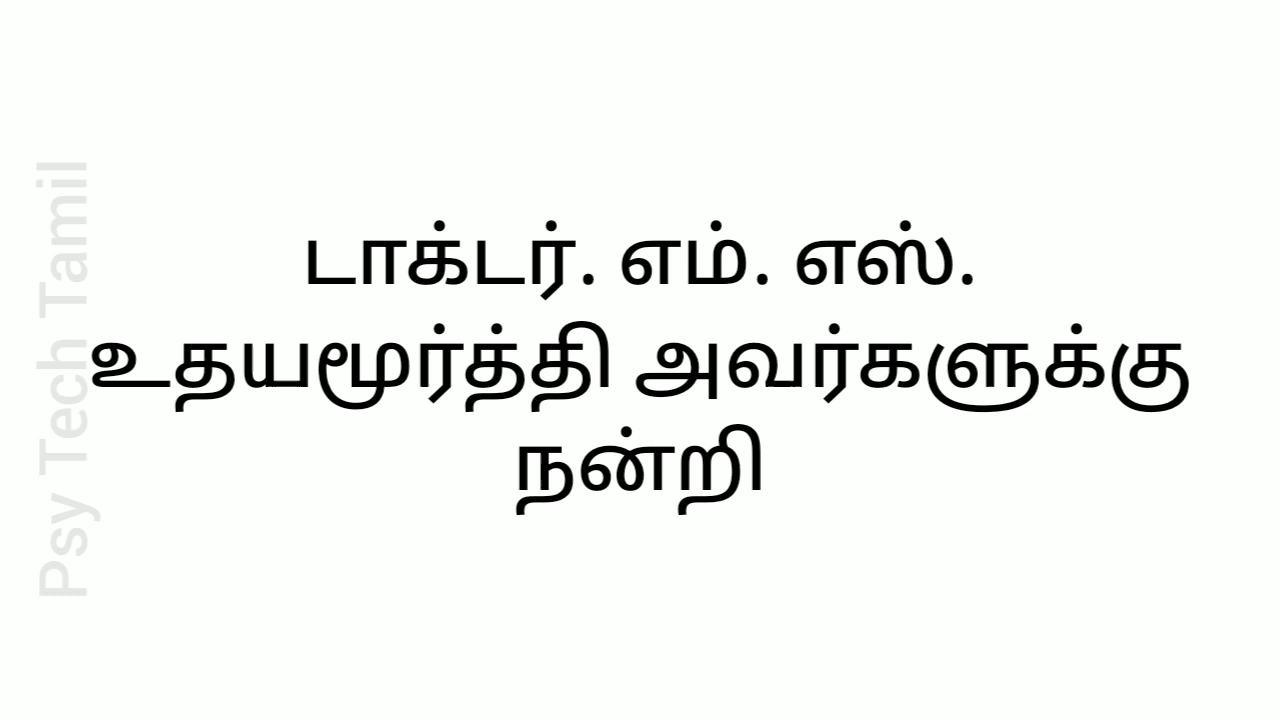 டாக்டர். எம். எஸ்.
உதயமூர்த்தி அவர்களுக்கு
நன்றி
Psy Tech Tamil